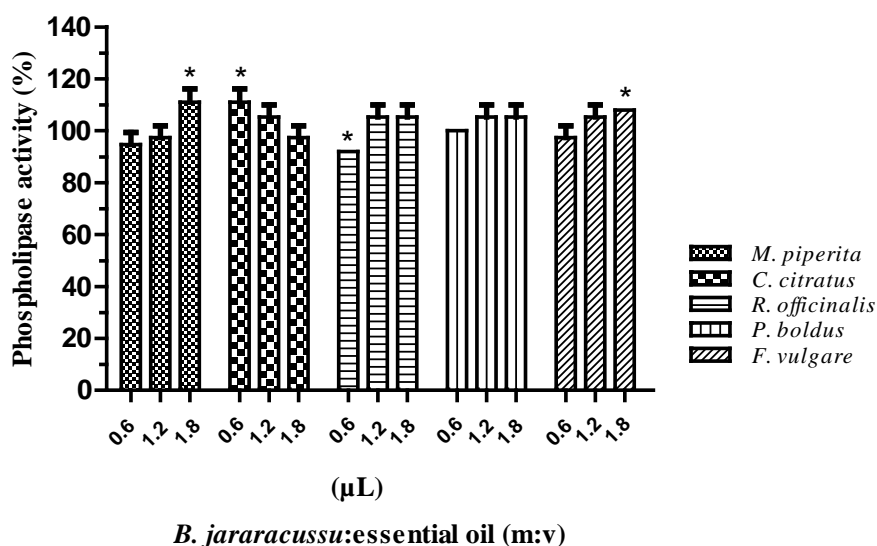 Phospholipase activity (%)
140
120
100
80
60
40
20
0
* * * *
0.6 1.2 1.8 0.6 1.2 1.8 0.6 1.2 1.8 0.6 1.2 1.8 0.6 1.2 1.8
(µL)
B. jararacussu:essential oil (m:v)
M. piperita
C. citratus
R. officinalis
P. boldus
F. vulgare